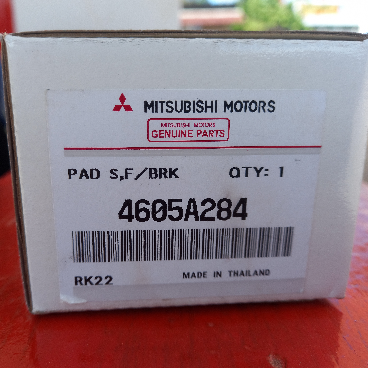 MITSUBISHI MOTORS
MITSUBISHI MOTORS
GENUINE PARTS
PAD S,F/BRK QTY: 1
4605A284
RK22 MADE IN THAILAND